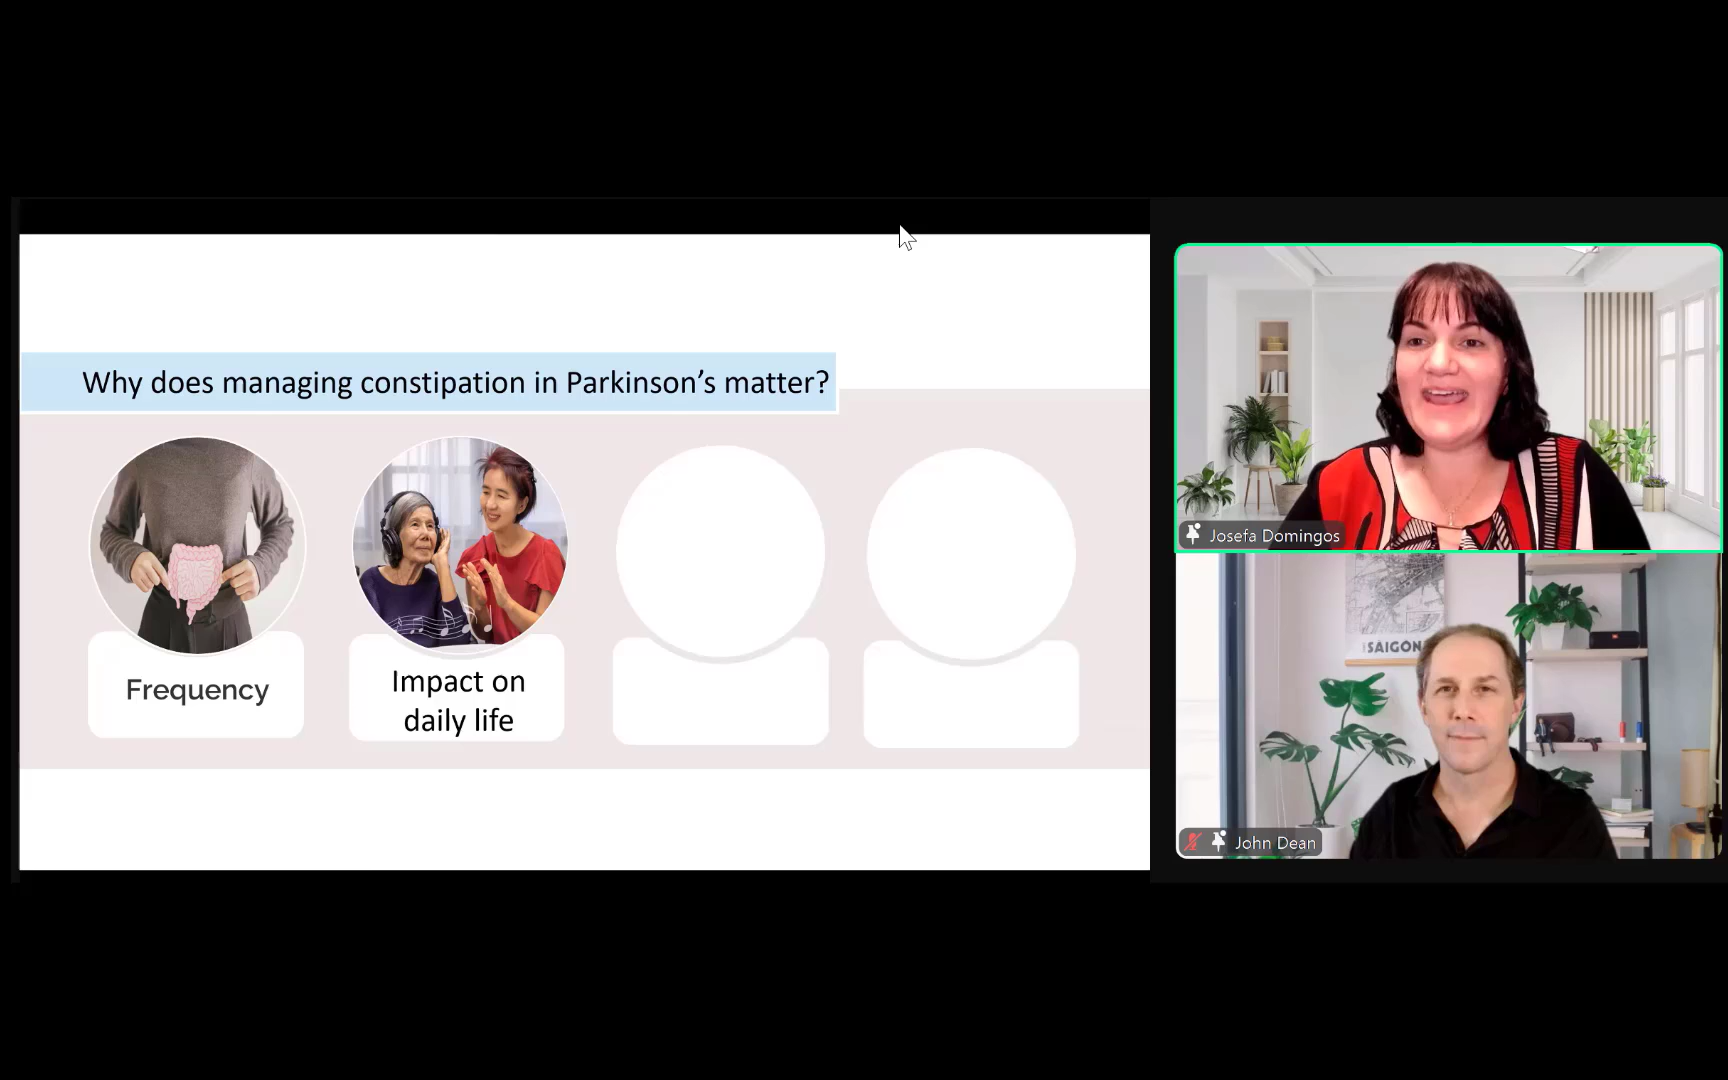 Why does managing constipation in Parkinson’s matter?
Frequency
Impact on
daily life
Josefa Domingos
SAIGON
John Dean